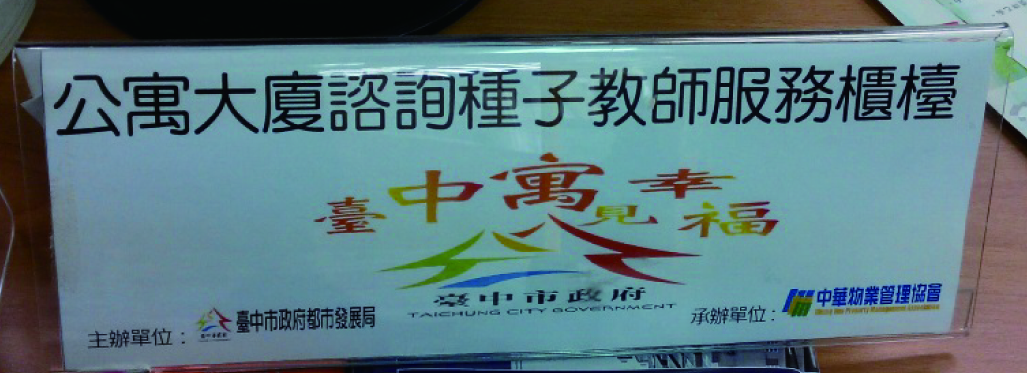 公寓大廈諮詢種子教師服務櫃檯
臺中寓見幸福
臺中市政府
TAICHUNG CITY GOVERNMENT
主辦單位：臺中市政府都市發展局
承辦單位：中華物業管理協會